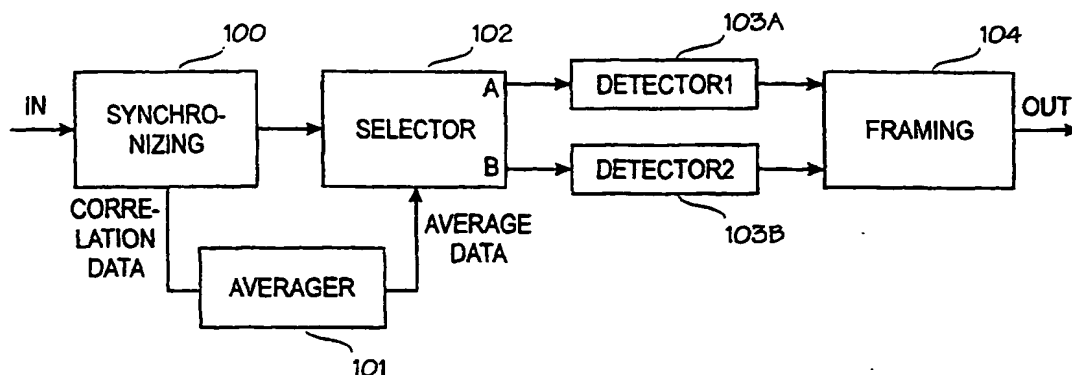 100
102
103A
104
IN
SYNCHRO-
NIZING
SELECTOR
A
B
DETECTOR1
DETECTOR2
FRAMING
OUT
103B
CORRE-
LATION
DATA
AVERAGE
DATA
AVERAGER
101